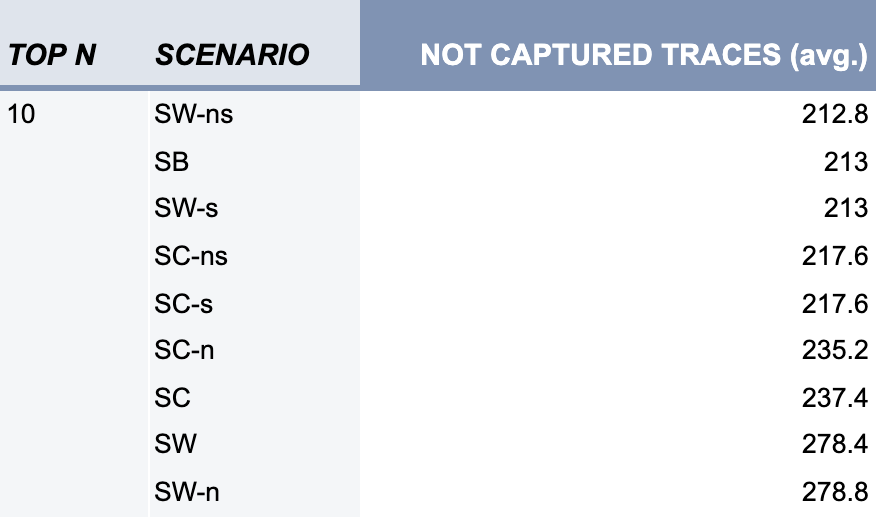 TOP N SCENARIO NOT CAPTURED TRACES (avg.)
10 SW-ns 212.8
SB 213
SW-s 213
SC-ns 217.6
SC-s 217.6
SC-n 235.2
SC 237.4
SW 278.4
SW-n 278.8